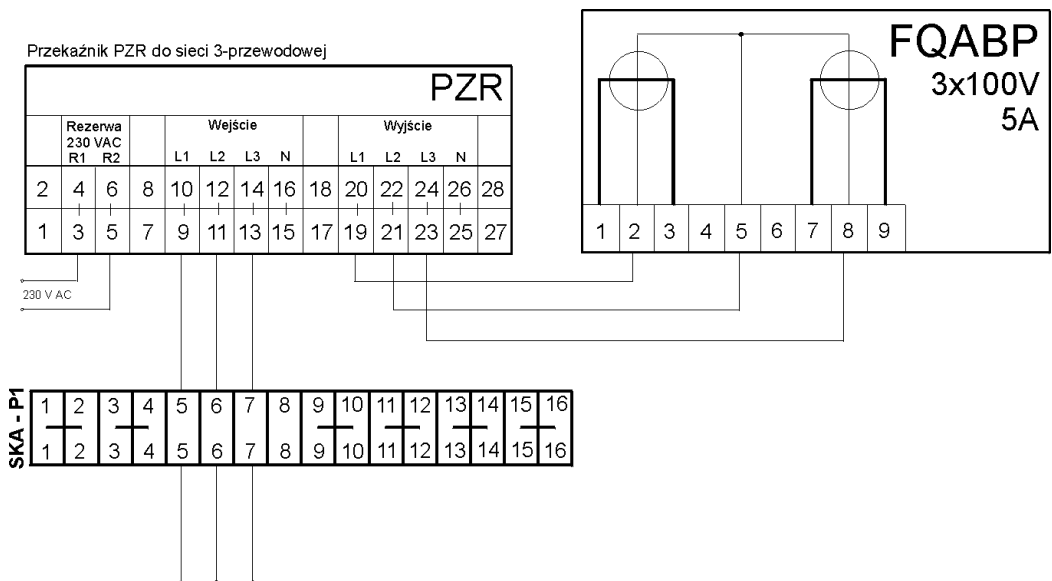 Przekaźnik PZR do sieci 3-przewodowej
PZR
Rezerwa Wejście Wyjście
230 VAC
R1 R2 L1 L2 L3 N L1 L2 L3 N
2 4 6 8 10 12 14 16 18 20 22 24 26 28
1 3 5 7 9 11 13 15 17 19 21 23 25 27
230 V AC
FQABP
3x100V
5A
1 2 3 4 5 6 7 8 9
SKA - P1
1 2 3 4 5 6 7 8 9 10 11 12 13 14 15 16
1 2 3 4 5 6 7 8 9 10 11 12 13 14 15 16